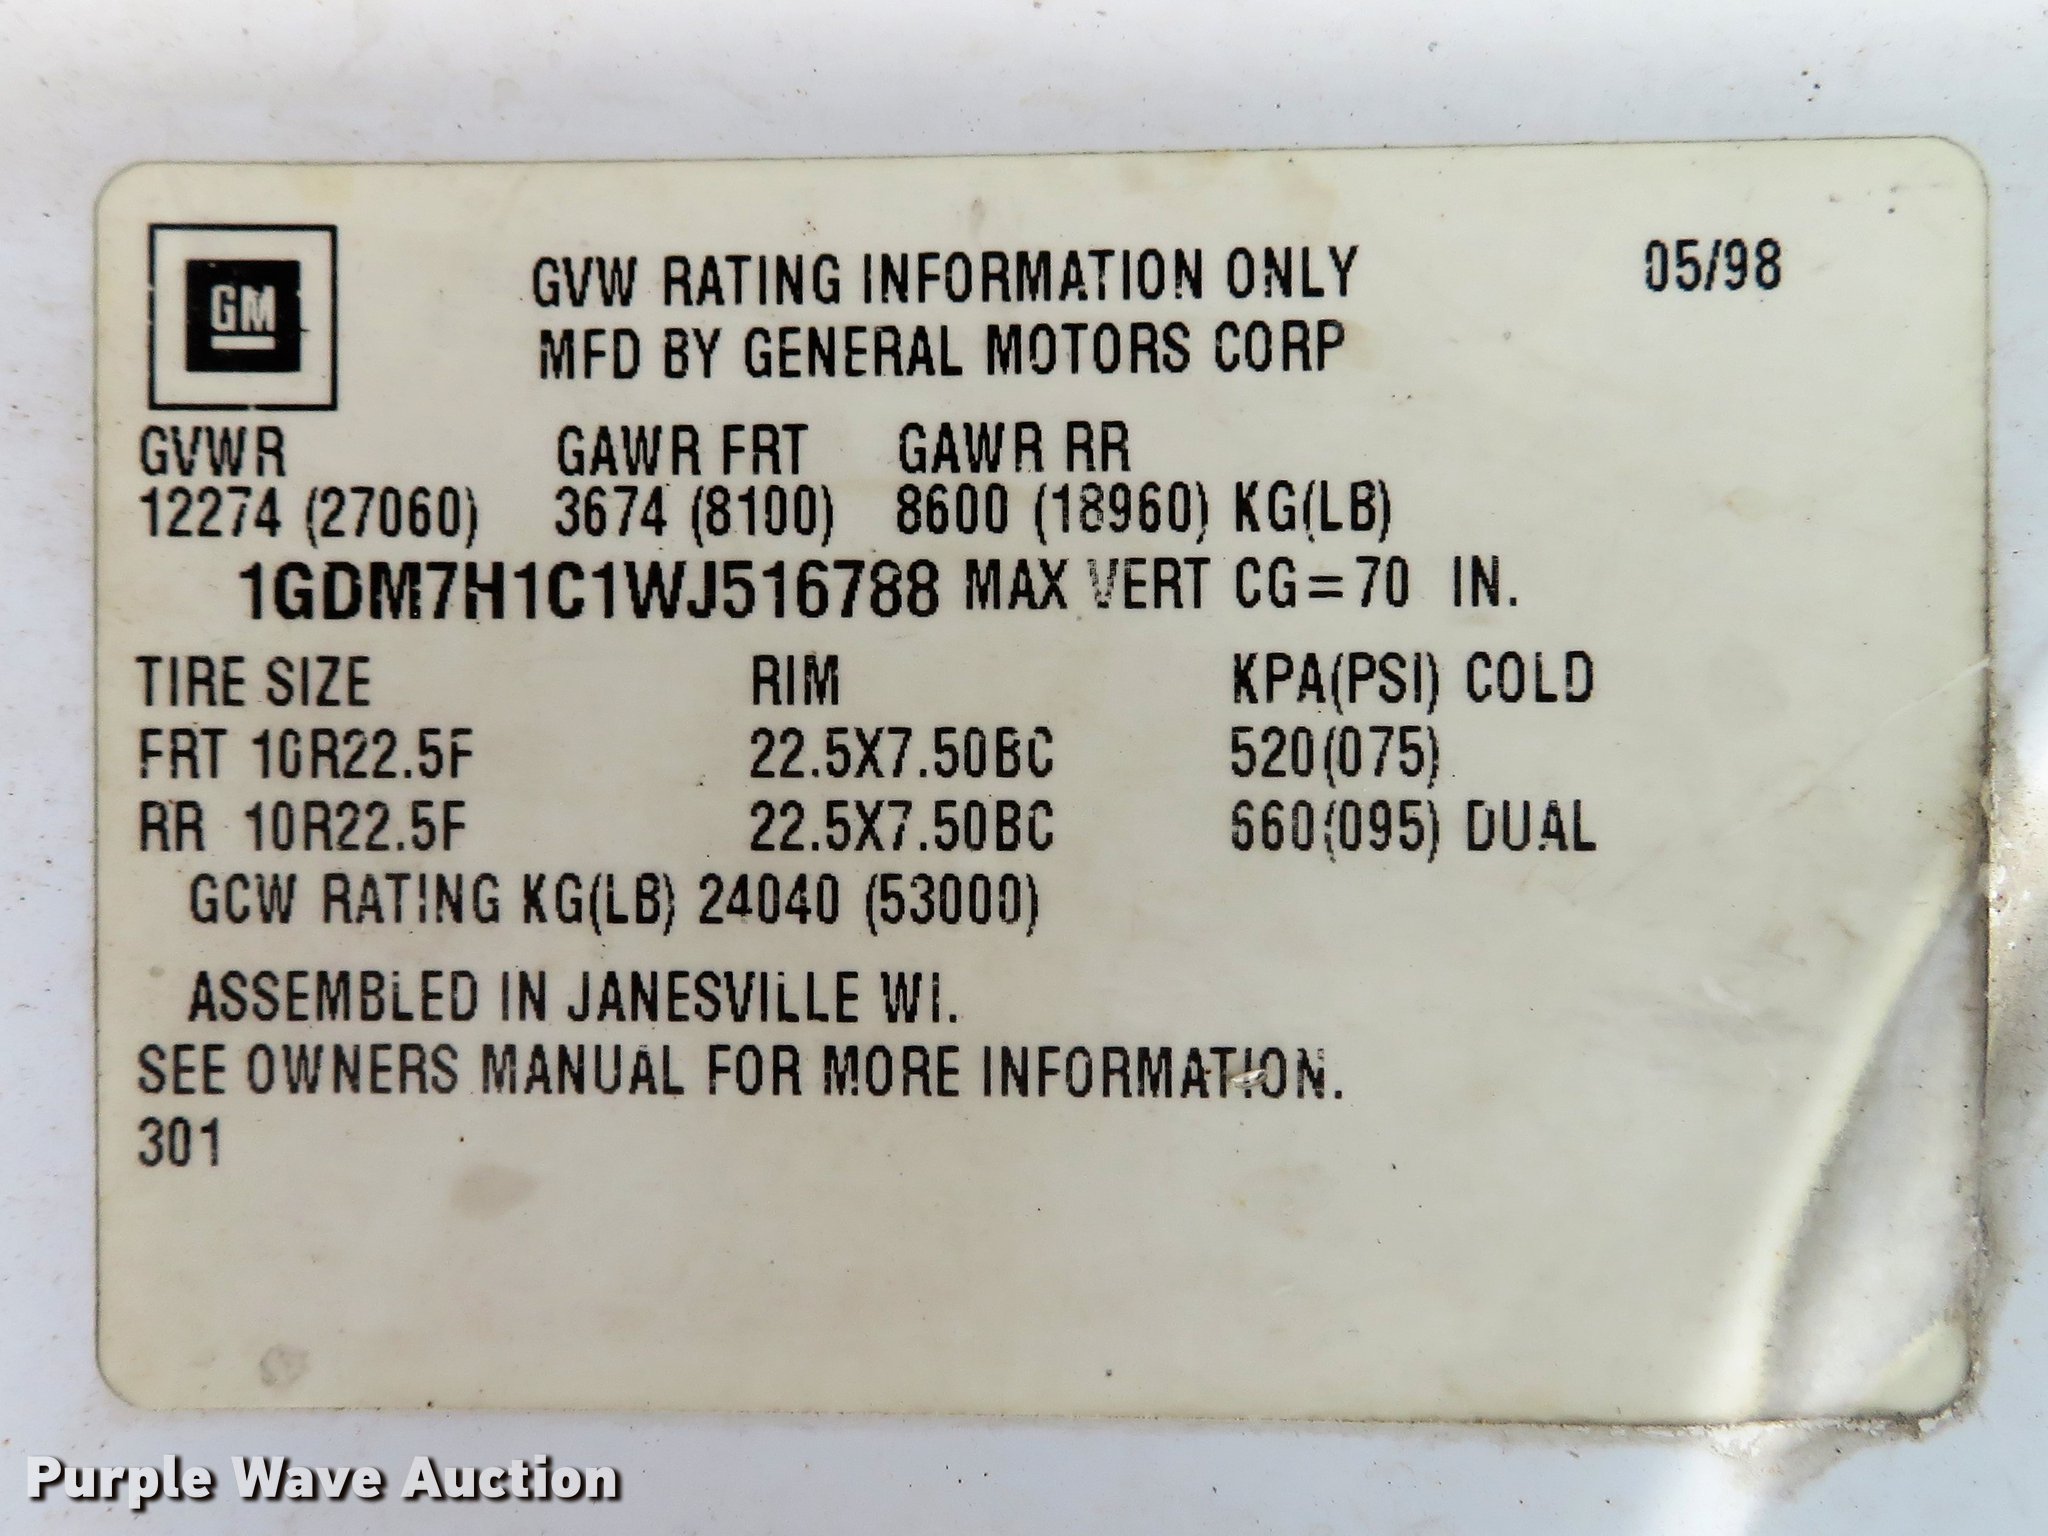 GM
GVW RATING INFORMATION ONLY 05/98
MFD BY GENERAL MOTORS CORP
GVWR GAWR FRT GAWR RR
12274 (27060) 3674 (8100) 8600 (18960) KG(LB)
1GDM7H1C1WJ516788 MAX VERT CG=70 IN.
TIRE SIZE RIM KPA(PSI) COLD
FRT 10R22.5F 22.5X7.50BC 520(075)
RR 10R22.5F 22.5X7.50BC 660(095) DUAL
GCW RATING KG(LB) 24040 (53000)
ASSEMBLED IN JANESVILLE WI.
SEE OWNERS MANUAL FOR MORE INFORMATION.
301
Purple Wave Auction